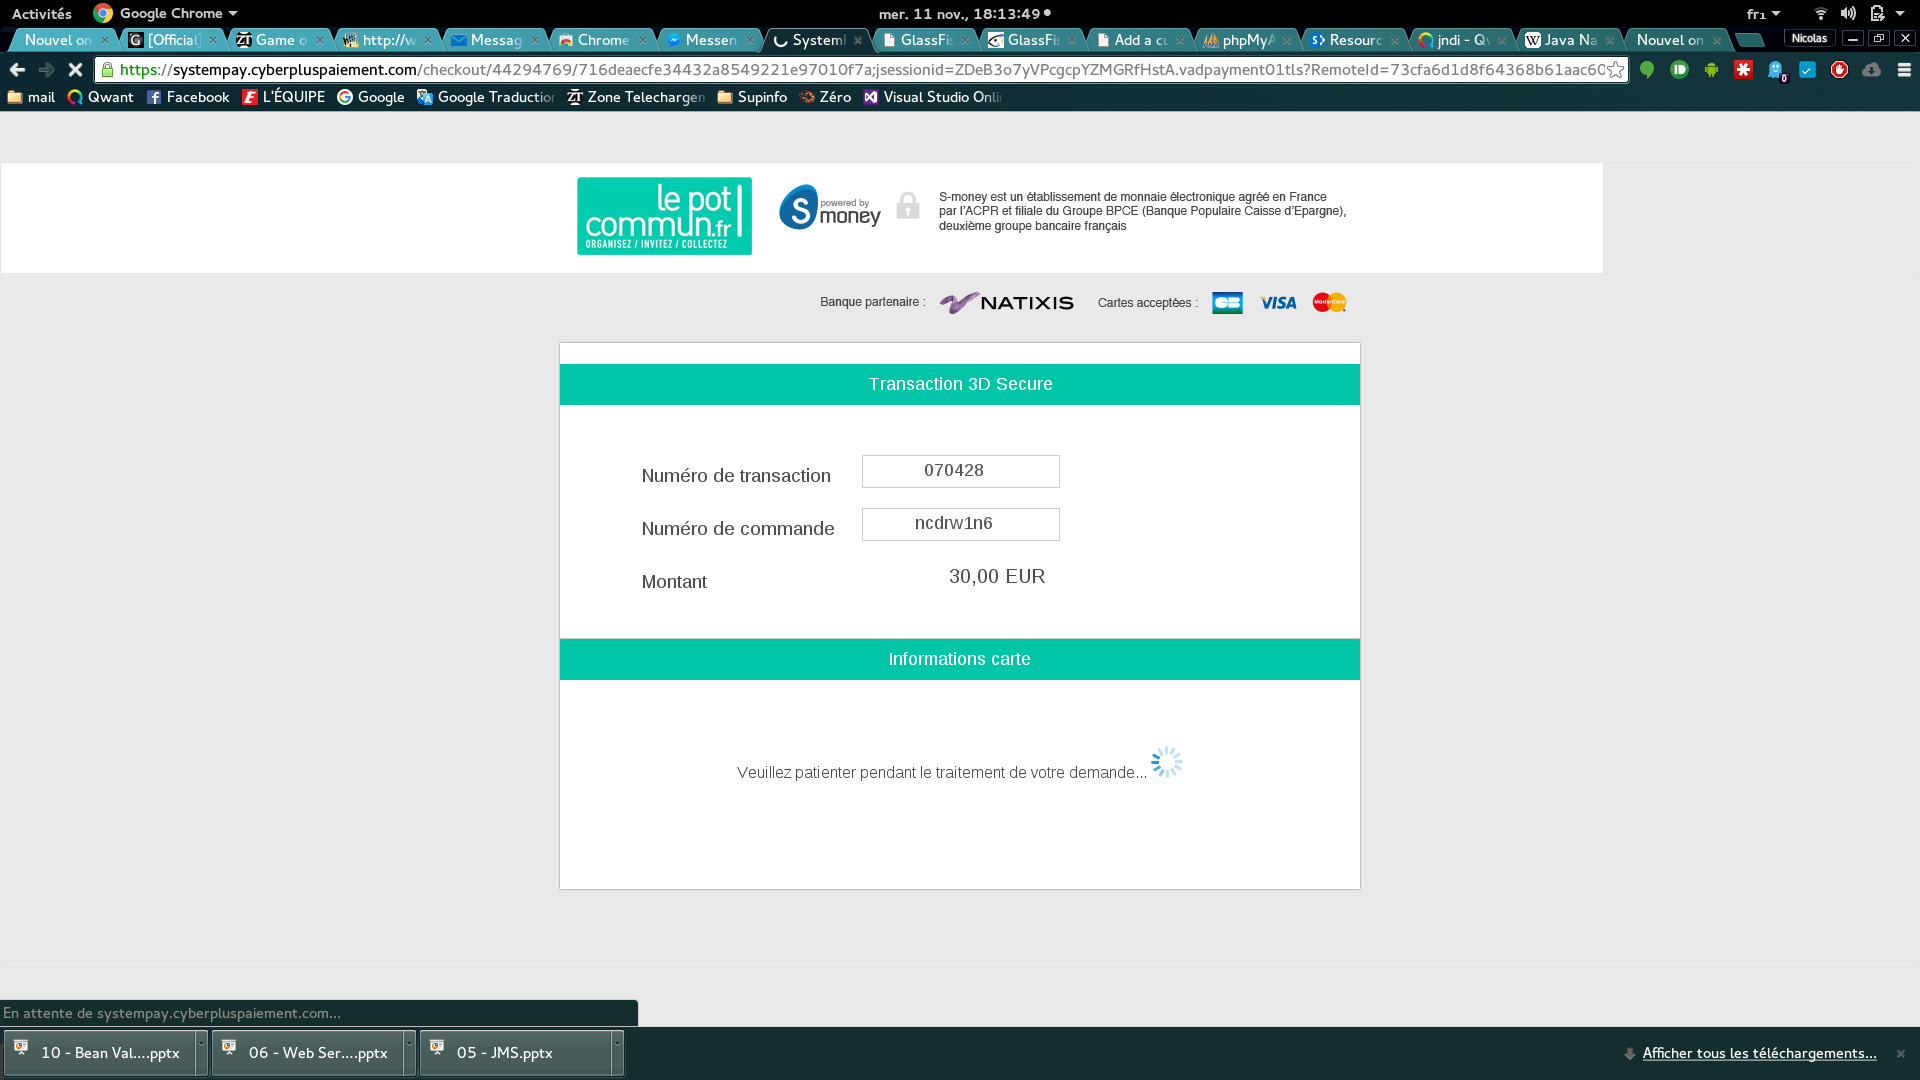 Activités Google Chrome mer. 11 nov., 18:13:49 fr₁
Nouvel on [Official] Game o http://w Messag Chrome Messen System GlassFis GlassFis Add a cu phpMyA Resourc jndi - Qw Java Na Nouvel on Nicolas
https://systempay.cyberpluspaiement.com/checkout/44294769/716deaecfe34432a8549221e97010f7a;jsessionid=ZDeB3o7yVPcgcpYZMGRfHstA.vadpayment01tls?RemoteId=73cfa6d1d8f64368b61aac60
mail Qwant Facebook L'ÉQUIPE Google Google Traduction Zone Telechargem Supinfo Zéro Visual Studio Onli
le pot
commun.fr
ORGANISEZ / INVITEZ / COLLECTEZ
powered by
S money
S-money est un établissement de monnaie électronique agréé en France
par l'ACPR et filiale du Groupe BPCE (Banque Populaire Caisse d'Epargne),
deuxième groupe bancaire français
Banque partenaire : NATIXIS Cartes acceptées : CB VISA MasterCard
Transaction 3D Secure
Numéro de transaction 070428
Numéro de commande ncdrw1n6
Montant 30,00 EUR
Informations carte
Veuillez patienter pendant le traitement de votre demande...
En attente de systempay.cyberpluspaiement.com...
10 - Bean Val....pptx 06 - Web Ser....pptx 05 - JMS.pptx Afficher tous les téléchargements...